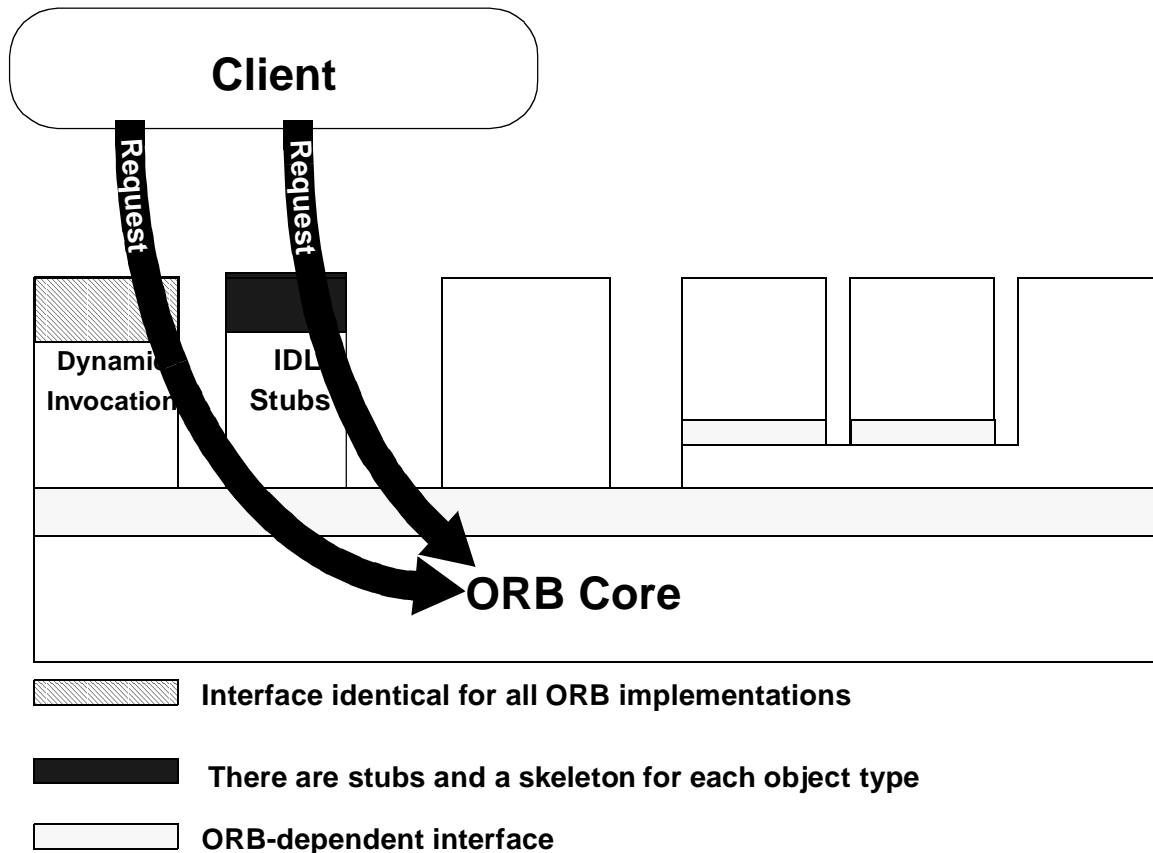 Client
Request
Request
Dynamic
Invocation
IDL
Stubs
ORB Core
Interface identical for all ORB implementations
There are stubs and a skeleton for each object type
ORB-dependent interface